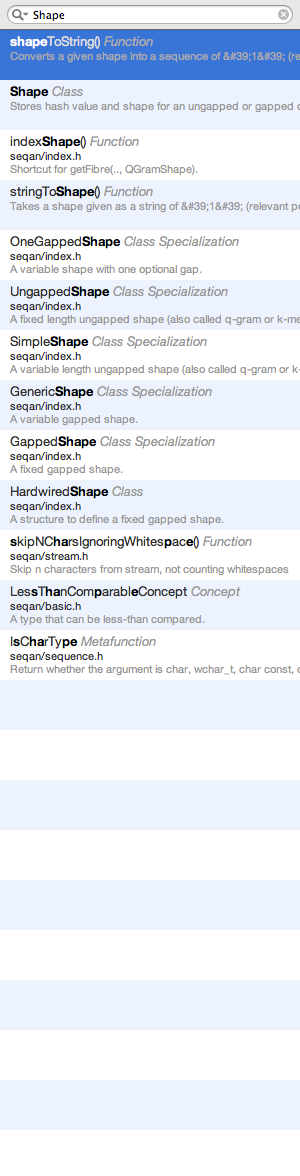 Shape
shapeToString() Function
Converts a given shape into a sequence of &#39;1&#39; (re
Shape Class
Stores hash value and shape for an ungapped or gapped
indexShape() Function
seqan/index.h
Shortcut for getFibre(.., QGramShape).
stringToShape() Function
Takes a shape given as a string of &#39;1&#39; (relevant po
OneGappedShape Class Specialization
seqan/index.h
A variable shape with one optional gap.
UngappedShape Class Specialization
seqan/index.h
A fixed length ungapped shape (also called q-gram or k-me
SimpleShape Class Specialization
seqan/index.h
A variable length ungapped shape (also called q-gram or k-
GenericShape Class Specialization
seqan/index.h
A variable gapped shape.
GappedShape Class Specialization
seqan/index.h
A fixed gapped shape.
HardwiredShape Class
seqan/index.h
A structure to define a fixed gapped shape.
skipNCharsIgnoringWhitespace() Function
seqan/stream.h
Skip n characters from stream, not counting whitespaces
LessThanComparableConcept Concept
seqan/basic.h
A type that can be less-than compared.
IsCharType Metafunction
seqan/sequence.h
Return whether the argument is char, wchar_t, char const,